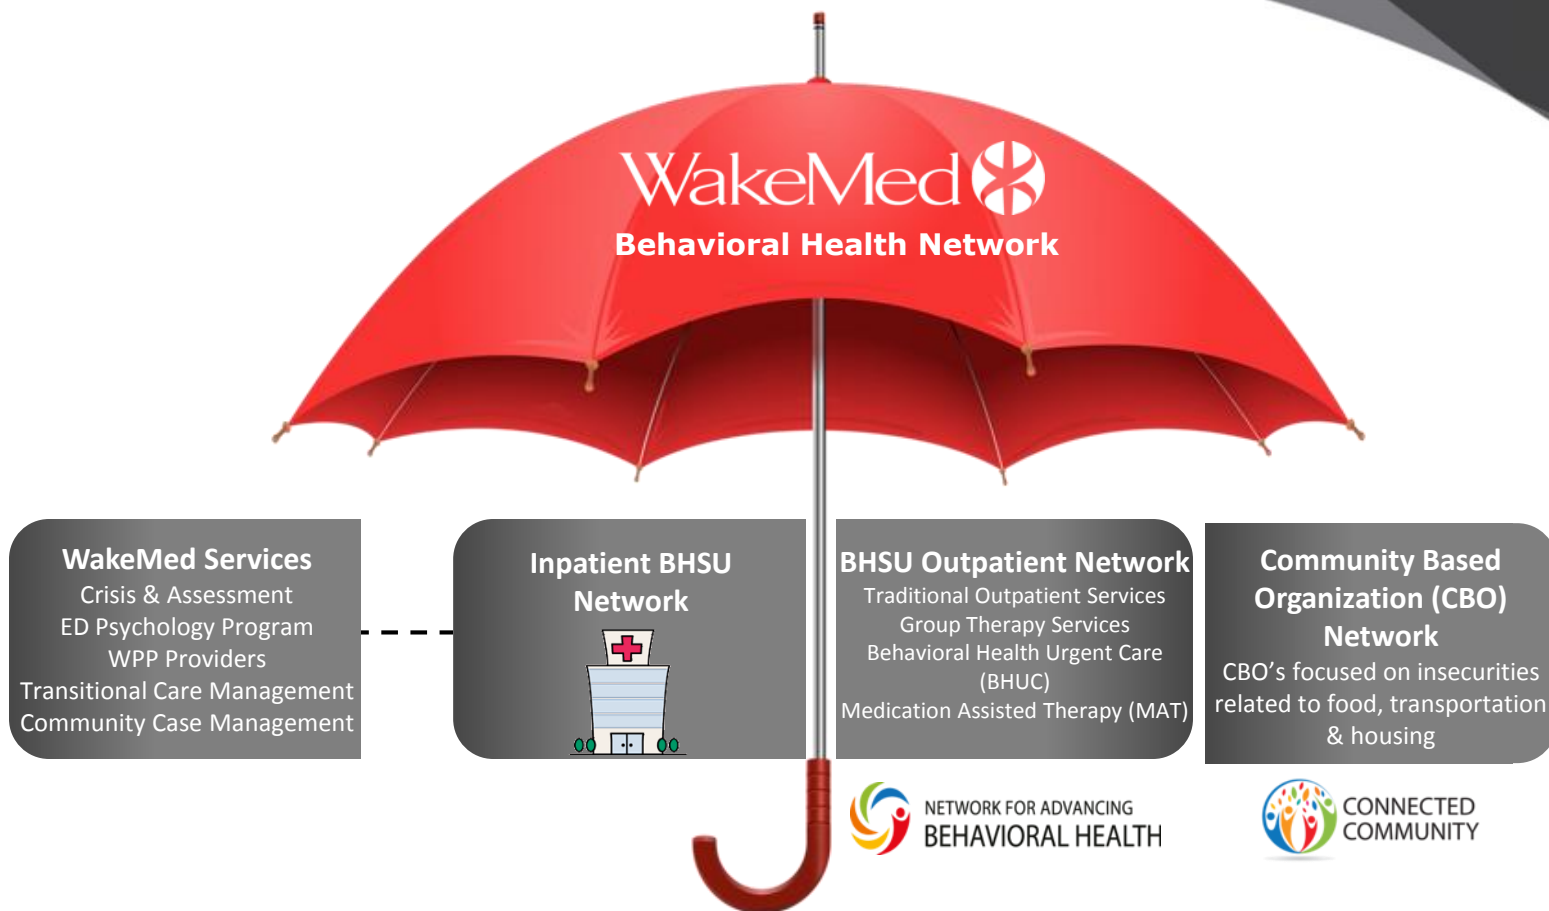 WakeMed
Behavioral Health Network
WakeMed Services
Crisis & Assessment
ED Psychology Program
WPP Providers
Transitional Care Management
Community Case Management
Inpatient BHSU
Network
BHSU Outpatient Network
Traditional Outpatient Services
Group Therapy Services
Behavioral Health Urgent Care
(BHUC)
Medication Assisted Therapy (MAT)
Community Based
Organization (CBO)
Network
CBO’s focused on insecurities
related to food, transportation
& housing
NETWORK FOR ADVANCING
BEHAVIORAL HEALTH
CONNECTED
COMMUNITY